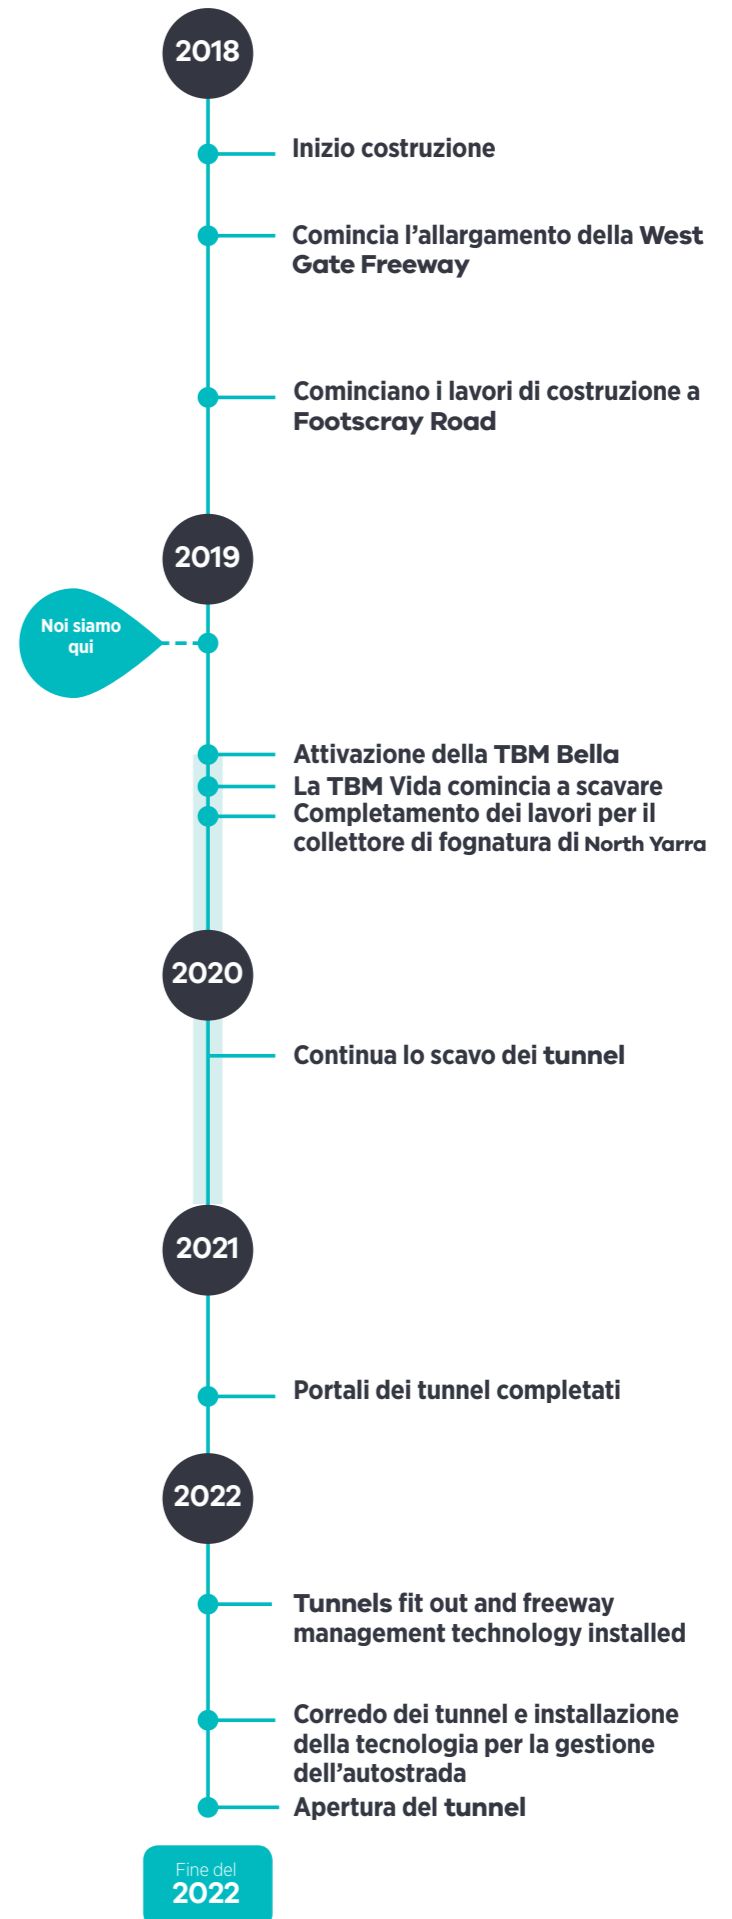 2018
Inizio costruzione
Comincia l’allargamento della West
Gate Freeway
Cominciano i lavori di costruzione a
Footscray Road
2019
Noi siamo
qui
Attivazione della TBM Bella
La TBM Vida comincia a scavare
Completamento dei lavori per il
collettore di fognatura di North Yarra
2020
Continua lo scavo dei tunnel
2021
Portali dei tunnel completati
2022
Tunnels fit out and freeway
management technology installed
Corredo dei tunnel e installazione
della tecnologia per la gestione
dell’autostrada
Apertura del tunnel
Fine del
2022